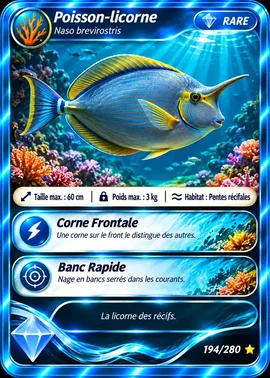 Poisson-licorne
Naso brevirostris
RARE
Taille max. : 60 cm | Poids max. : 3 kg | Habitat : Pentes récifales
Corne Frontale
Une corne sur le front le distingue des autres.
Banc Rapide
Nage en bancs serrés dans les courants.
La licorne des récifs.
194/280